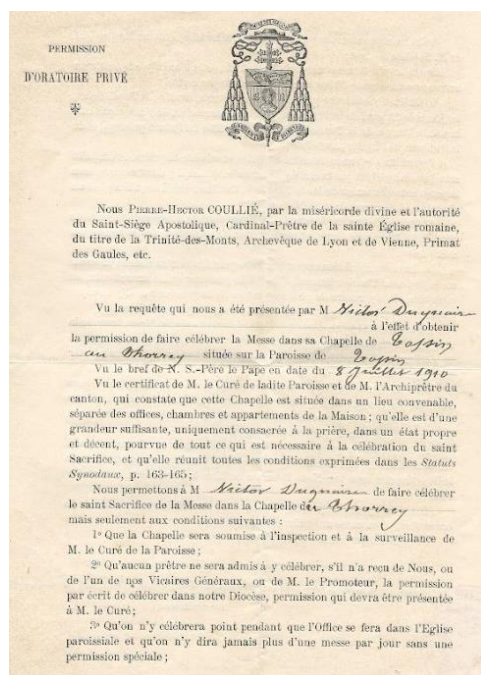 PERMISSION
D'ORATOIRE PRIVÉ
Nous PIERRE-HECTOR COULLIÉ, par la miséricorde divine et l'autorité
du Saint-Siège Apostolique, Cardinal-Prêtre de la sainte Église romaine,
du titre de la Trinité-des-Monts, Archevêque de Lyon et de Vienne, Primat
des Gaules, etc.
Vu la requête qui nous a été présentée par M Victor Duquaire
à l'effet d'obtenir
la permission de faire célébrer la Messe dans sa Chapelle de Tassin
au Thorrey située sur la Paroisse de Tassin
Vu le bref de N. S.-Père le Pape en date du 8 Juillet 1910
Vu le certificat de M. le Curé de ladite Paroisse et de M. l'Archiprêtre du
canton, qui constate que cette Chapelle est située dans un lieu convenable,
séparée des offices, chambres et appartements de la Maison ; qu'elle est d'une
grandeur suffisante, uniquement consacrée à la prière, dans un état propre
et décent, pourvue de tout ce qui est nécessaire à la célébration du saint
Sacrifice, et qu'elle réunit toutes les conditions exprimées dans les Statuts
Synodaux, p. 163-165 ;
Nous permettons à M Victor Duquaire de faire célébrer
le saint Sacrifice de la Messe dans la Chapelle du Thorrey
mais seulement aux conditions suivantes :
1º Que la Chapelle sera soumise à l'inspection et à la surveillance de
M. le Curé de la Paroisse ;
2º Qu'aucun prêtre ne sera admis à y célébrer, s'il n'a reçu de Nous, ou
de l'un de nos Vicaires Généraux, ou de M. le Promoteur, la permission
par écrit de célébrer dans notre Diocèse, permission qui devra être présentée
à M. le Curé ;
3º Qu'on n'y célébrera point pendant que l'Office se fera dans l'Eglise
paroissiale et qu'on n'y dira jamais plus d'une messe par jour sans une
permission spéciale ;